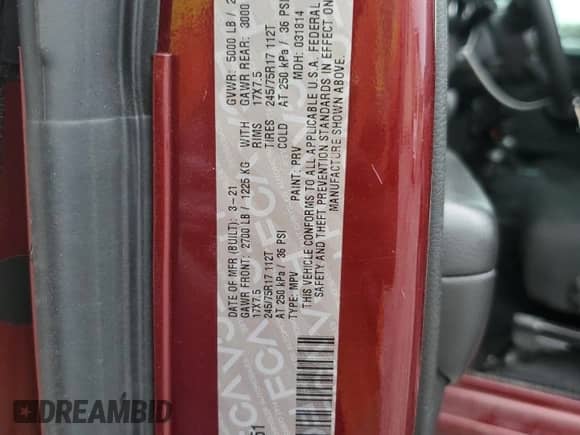 DATE OF MFR (BUILT): 3-21 GVWR: 5000 LB /
GAWR FRONT: 2700 LB / 1225 KG WITH GAWR REAR: 3000
17X7.5 RIMS 17X7.5
245/75R17 112T TIRES 245/75R17 112T
AT 250 kPa / 36 PSI COLD AT 250 kPa / 36 PSI
TYPE: MPV PAINT: PRV MDH: 031814
THIS VEHICLE CONFORMS TO ALL APPLICABLE U.S.A. FEDERAL
SAFETY AND THEFT PREVENTION STANDARDS IN EFFECT ON
MANUFACTURE SHOWN ABOVE.
51
DREAMBID